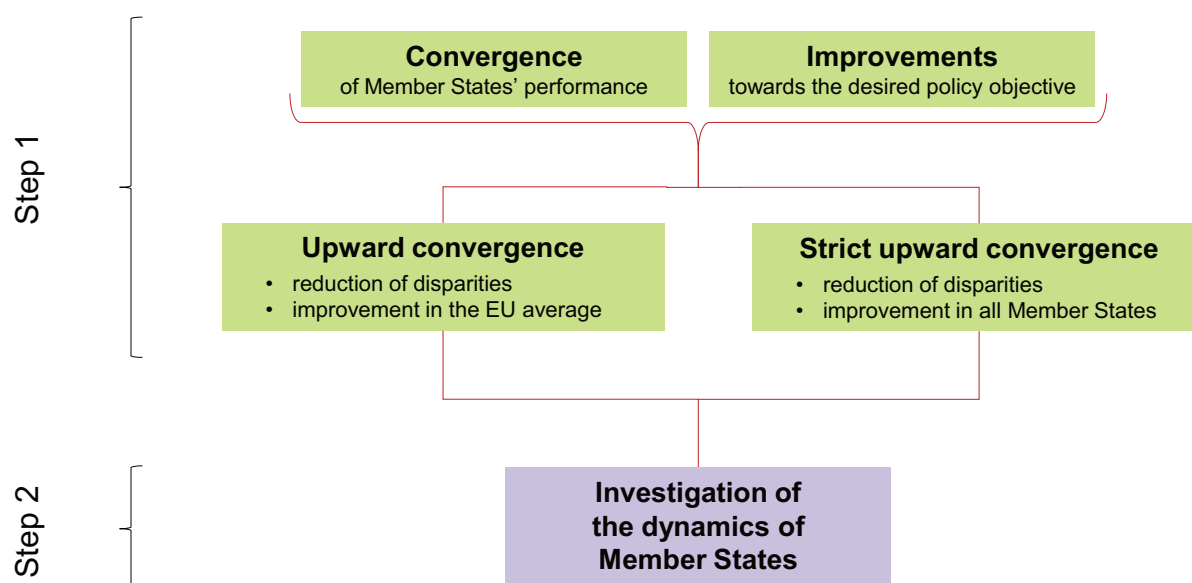 Step 1
Convergence
of Member States’ performance
Improvements
towards the desired policy objective
Upward convergence
• reduction of disparities
• improvement in the EU average
Strict upward convergence
• reduction of disparities
• improvement in all Member States
Step 2
Investigation of
the dynamics of
Member States